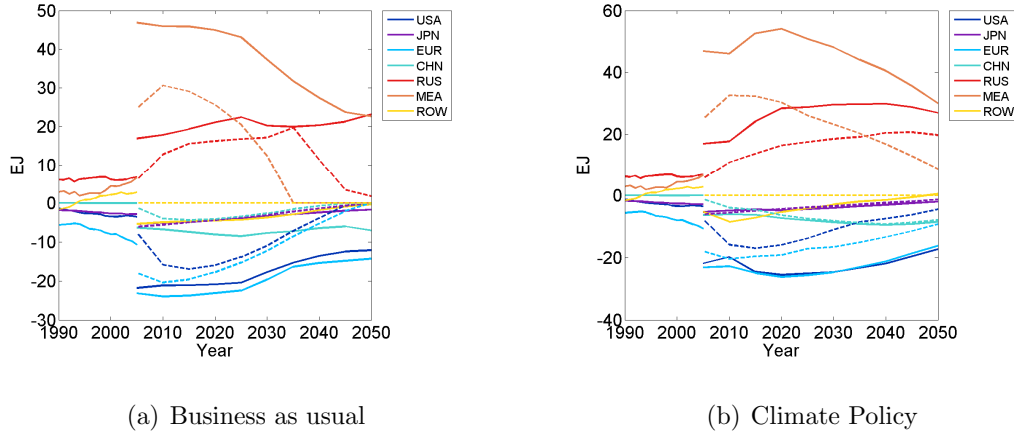 50
40
30
20
10
0
-10
-20
-30
EJ
1990 2000 2010 2020 2030 2040 2050
Year
USA
JPN
EUR
CHN
RUS
MEA
ROW
(a) Business as usual
60
40
20
0
-20
-40
EJ
1990 2000 2010 2020 2030 2040 2050
Year
USA
JPN
EUR
CHN
RUS
MEA
ROW
(b) Climate Policy